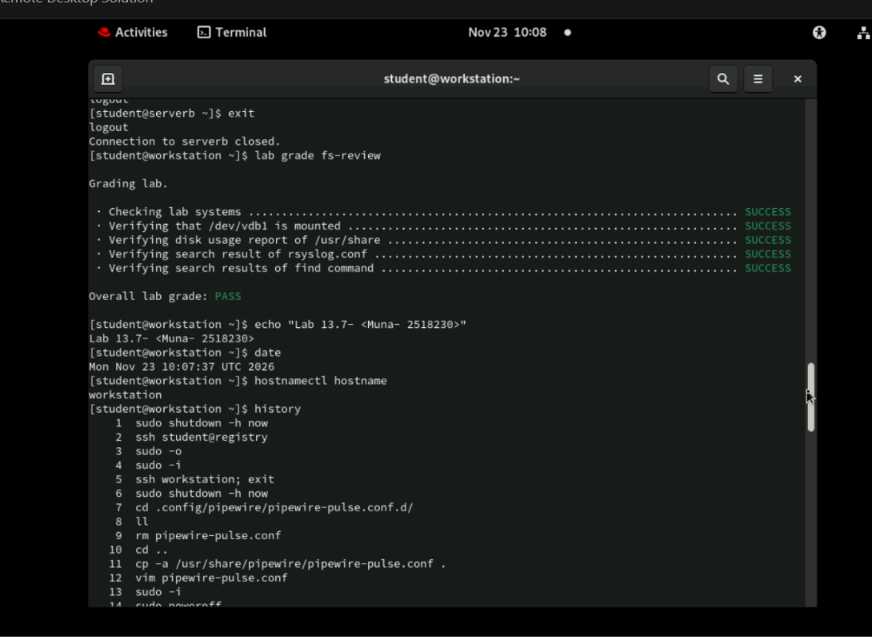 Remote Desktop Solution
Activities Terminal Nov 23 10:08
student@workstation:~
logout
[student@serverb ~]$ exit
logout
Connection to serverb closed.
[student@workstation ~]$ lab grade fs-review
Grading lab.
· Checking lab systems .......................................................................... SUCCESS
· Verifying that /dev/vdb1 is mounted ........................................................... SUCCESS
· Verifying disk usage report of /usr/share ..................................................... SUCCESS
· Verifying search result of rsyslog.conf ....................................................... SUCCESS
· Verifying search results of find command ...................................................... SUCCESS
Overall lab grade: PASS
[student@workstation ~]$ echo "Lab 13.7- <Muna- 2518230>"
Lab 13.7- <Muna- 2518230>
[student@workstation ~]$ date
Mon Nov 23 10:07:37 UTC 2026
[student@workstation ~]$ hostnamectl hostname
workstation
[student@workstation ~]$ history
1 sudo shutdown -h now
2 ssh student@registry
3 sudo -o
4 sudo -i
5 ssh workstation; exit
6 sudo shutdown -h now
7 cd .config/pipewire/pipewire-pulse.conf.d/
8 ll
9 rm pipewire-pulse.conf
10 cd ..
11 cp -a /usr/share/pipewire/pipewire-pulse.conf .
12 vim pipewire-pulse.conf
13 sudo -i
14 sudo poweroff